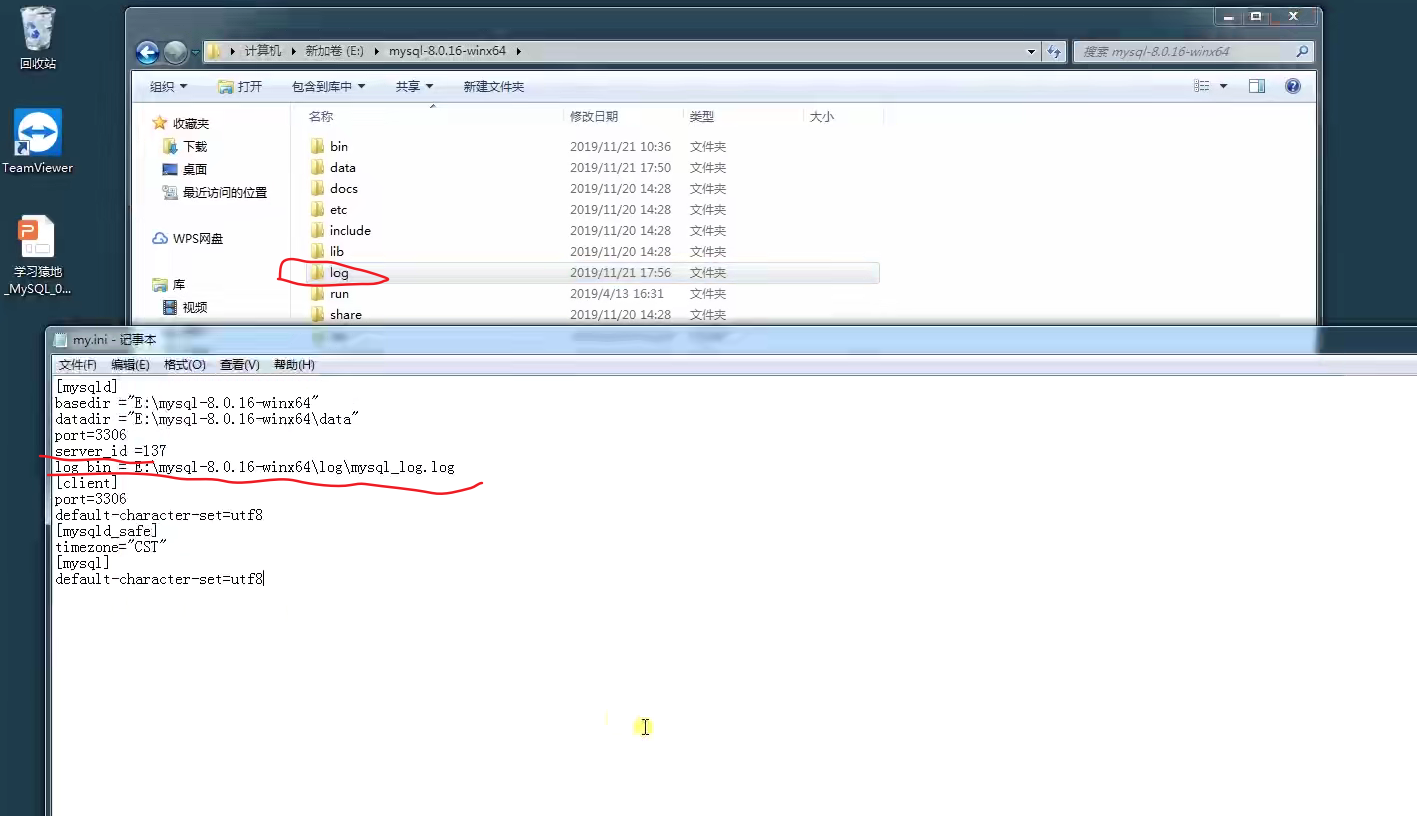 回收站
TeamViewer
学习猿地
_MySQL_0...
计算机 新加卷 (E:) mysql-8.0.16-winx64
搜索 mysql-8.0.16-winx64
组织 打开 包含到库中 共享 新建文件夹
收藏夹
下载
桌面
最近访问的位置
WPS网盘
库
视频
名称 修改日期 类型 大小
bin 2019/11/21 10:36 文件夹
data 2019/11/21 17:50 文件夹
docs 2019/11/20 14:28 文件夹
etc 2019/11/20 14:28 文件夹
include 2019/11/20 14:28 文件夹
lib 2019/11/20 14:28 文件夹
log 2019/11/21 17:56 文件夹
run 2019/4/13 16:31 文件夹
share 2019/11/20 14:28 文件夹
my.ini - 记事本
文件(F) 编辑(E) 格式(O) 查看(V) 帮助(H)
[mysqld]
basedir ="E:\mysql-8.0.16-winx64"
datadir ="E:\mysql-8.0.16-winx64\data"
port=3306
server_id =137
log_bin = E:\mysql-8.0.16-winx64\log\mysql_log.log
[client]
port=3306
default-character-set=utf8
[mysqld_safe]
timezone="CST"
[mysql]
default-character-set=utf8